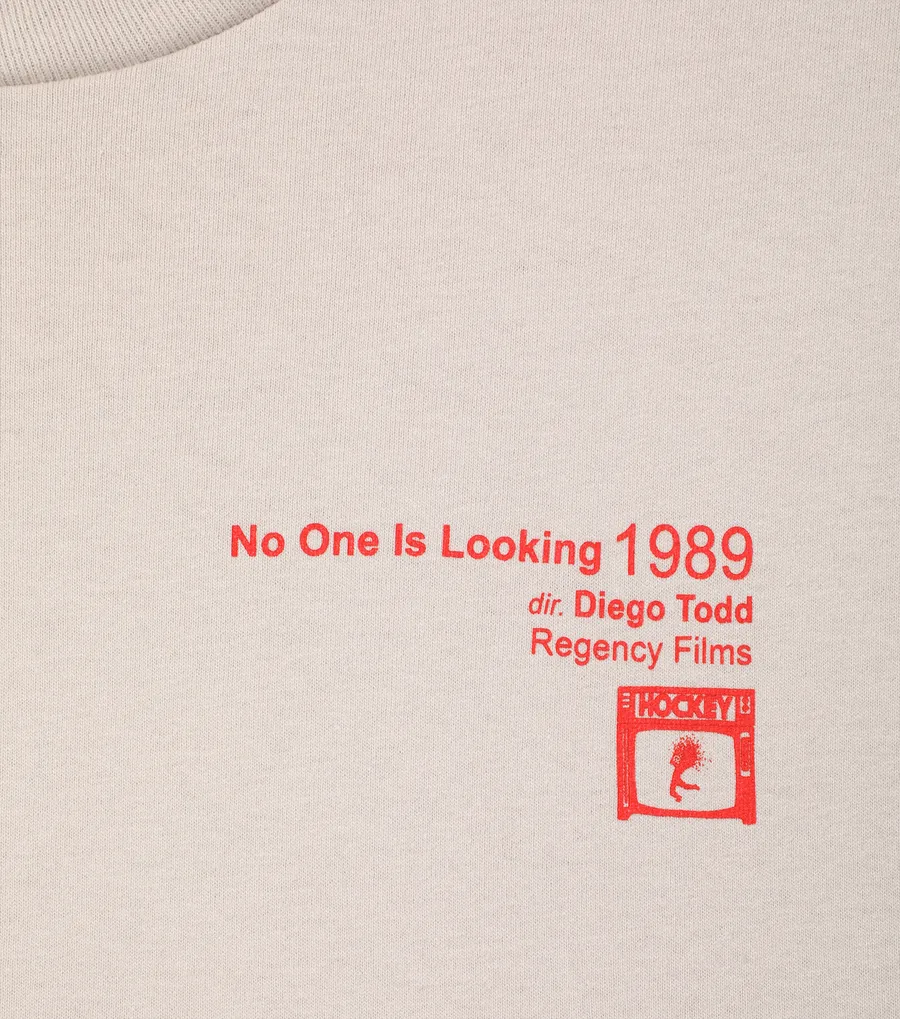 No One Is Looking 1989
dir. Diego Todd
Regency Films
HOCKEY